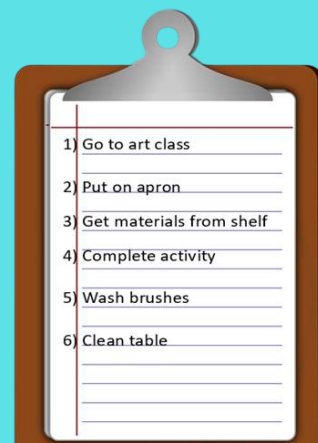 1) Go to art class
2) Put on apron
3) Get materials from shelf
4) Complete activity
5) Wash brushes
6) Clean table